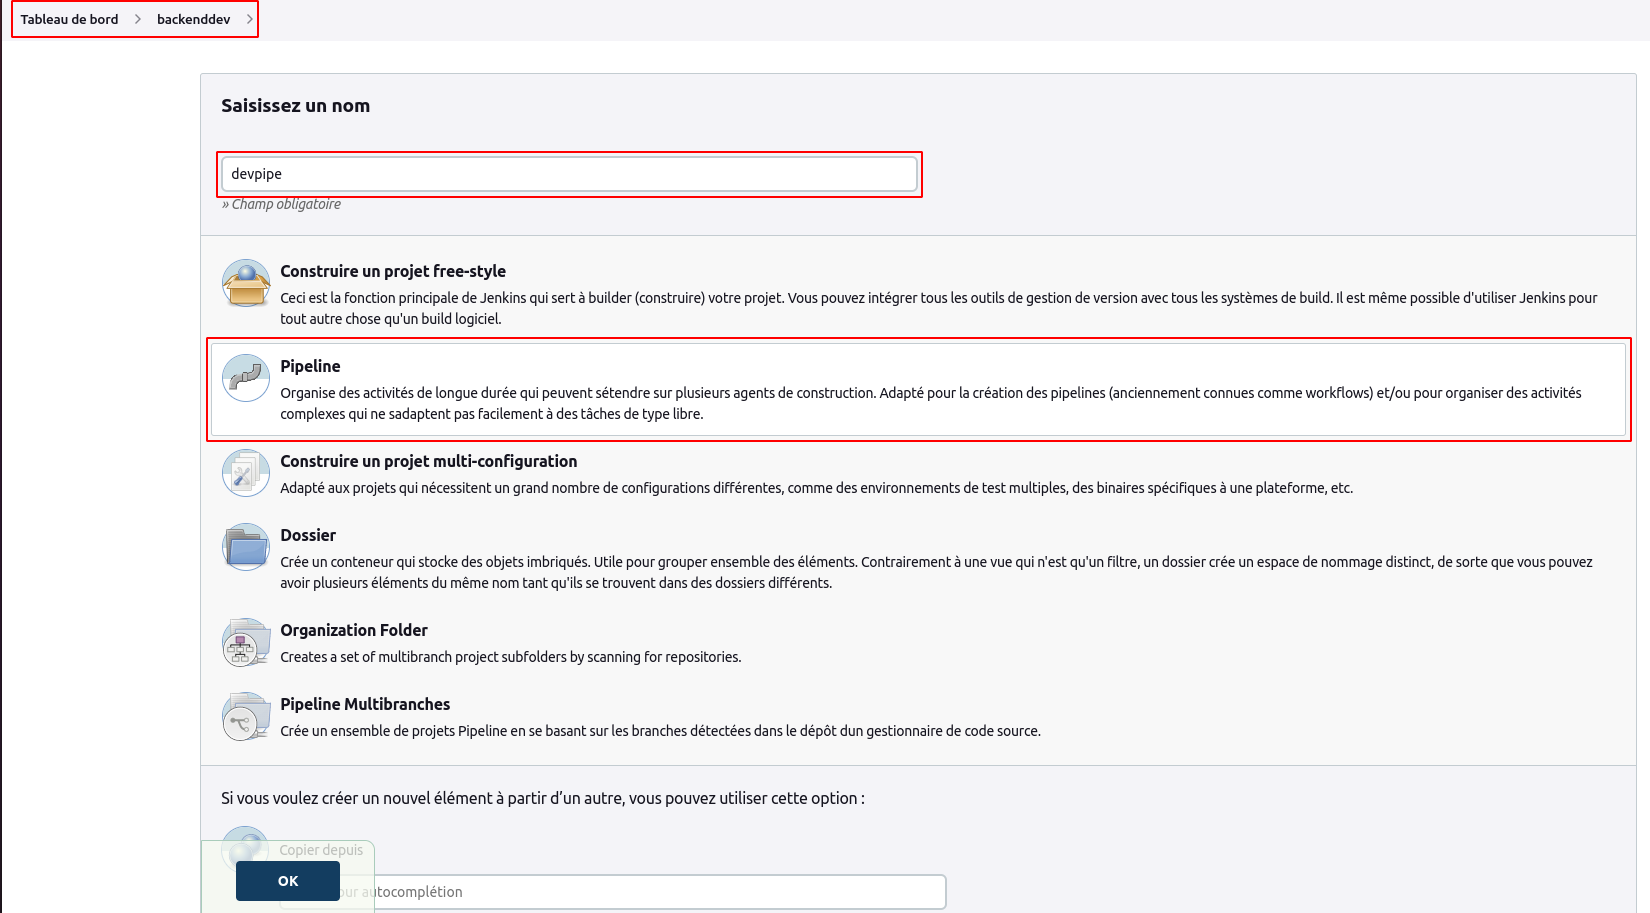 Tableau de bord > backenddev >
Saisissez un nom
devpipe
» Champ obligatoire
Construire un projet free-style
Ceci est la fonction principale de Jenkins qui sert à builder (construire) votre projet. Vous pouvez intégrer tous les outils de gestion de version avec tous les systèmes de build. Il est même possible d'utiliser Jenkins pour
tout autre chose qu'un build logiciel.
Pipeline
Organise des activités de longue durée qui peuvent sétendre sur plusieurs agents de construction. Adapté pour la création des pipelines (anciennement connues comme workflows) et/ou pour organiser des activités
complexes qui ne sadaptent pas facilement à des tâches de type libre.
Construire un projet multi-configuration
Adapté aux projets qui nécessitent un grand nombre de configurations différentes, comme des environnements de test multiples, des binaires spécifiques à une plateforme, etc.
Dossier
Crée un conteneur qui stocke des objets imbriqués. Utile pour grouper ensemble des éléments. Contrairement à une vue qui n'est qu'un filtre, un dossier crée un espace de nommage distinct, de sorte que vous pouvez
avoir plusieurs éléments du même nom tant qu'ils se trouvent dans des dossiers différents.
Organization Folder
Creates a set of multibranch project subfolders by scanning for repositories.
Pipeline Multibranches
Crée un ensemble de projets Pipeline en se basant sur les branches détectées dans le dépôt dun gestionnaire de code source.
Si vous voulez créer un nouvel élément à partir d’un autre, vous pouvez utiliser cette option :
Copier depuis
OK
autocomplétion